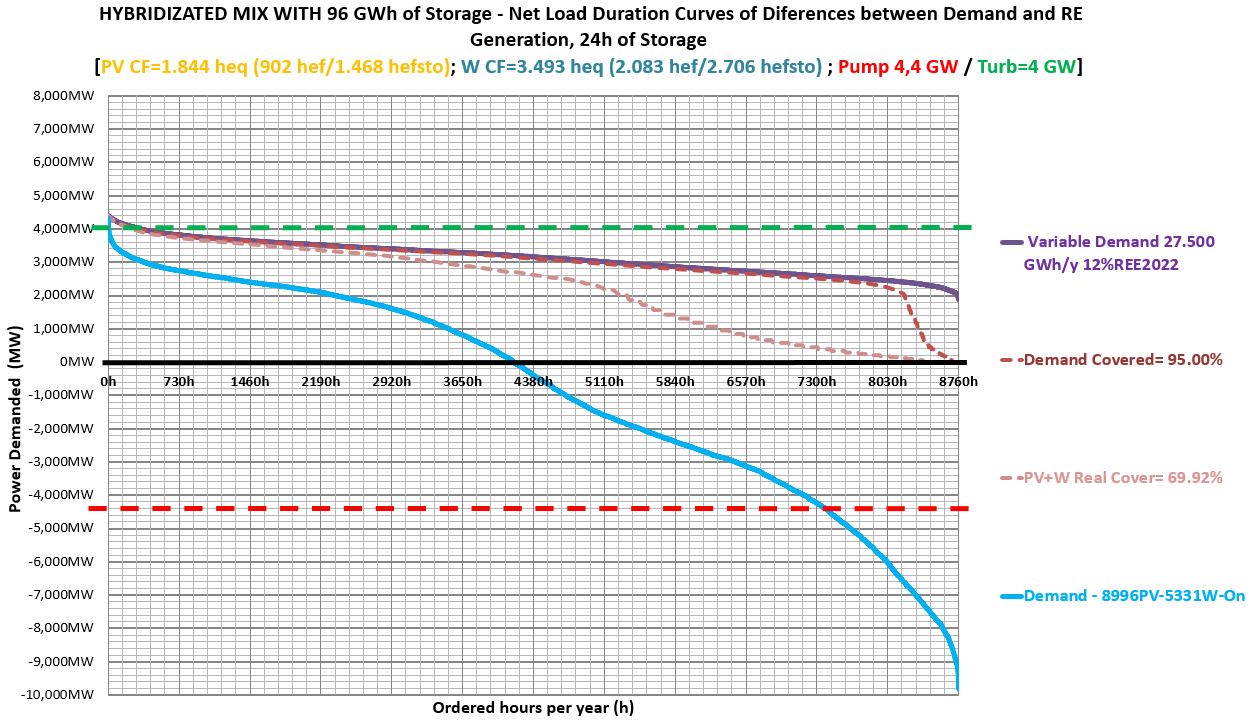 HYBRIDIZATED MIX WITH 96 GWh of Storage - Net Load Duration Curves of Diferences between Demand and RE
Generation, 24h of Storage
[PV CF=1.844 heq (902 hef/1.468 hefsto); W CF=3.493 heq (2.083 hef/2.706 hefsto) ; Pump 4,4 GW / Turb=4 GW]
8,000MW
7,000MW
6,000MW
5,000MW
4,000MW
3,000MW
2,000MW
1,000MW
0MW
-1,000MW
-2,000MW
-3,000MW
-4,000MW
-5,000MW
-6,000MW
-7,000MW
-8,000MW
-9,000MW
-10,000MW
Power Demanded (MW)
0h 730h 1460h 2190h 2920h 3650h 4380h 5110h 5840h 6570h 7300h 8030h 8760h
Ordered hours per year (h)
Variable Demand 27.500
GWh/y 12%REE2022
Demand Covered= 95.00%
PV+W Real Cover= 69.92%
Demand - 8996PV-5331W-On